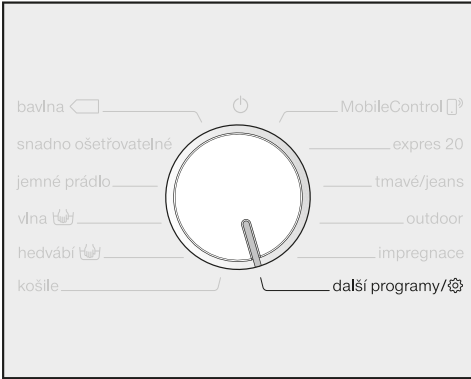 bavlna
MobileControl
snadno ošetřovatelné
expres 20
jemné prádlo
tmavé/jeans
vlna
outdoor
hedvábí
impregnace
košile
další programy/